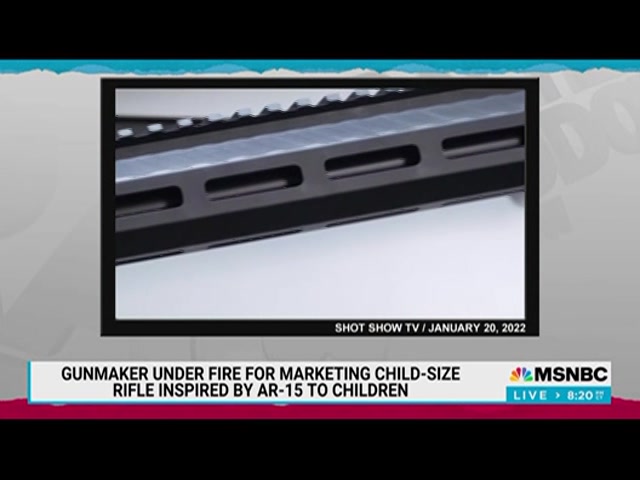 SHOT SHOW TV / JANUARY 20, 2022
GUNMAKER UNDER FIRE FOR MARKETING CHILD-SIZE
RIFLE INSPIRED BY AR-15 TO CHILDREN
MSNBC
LIVE > 8:20